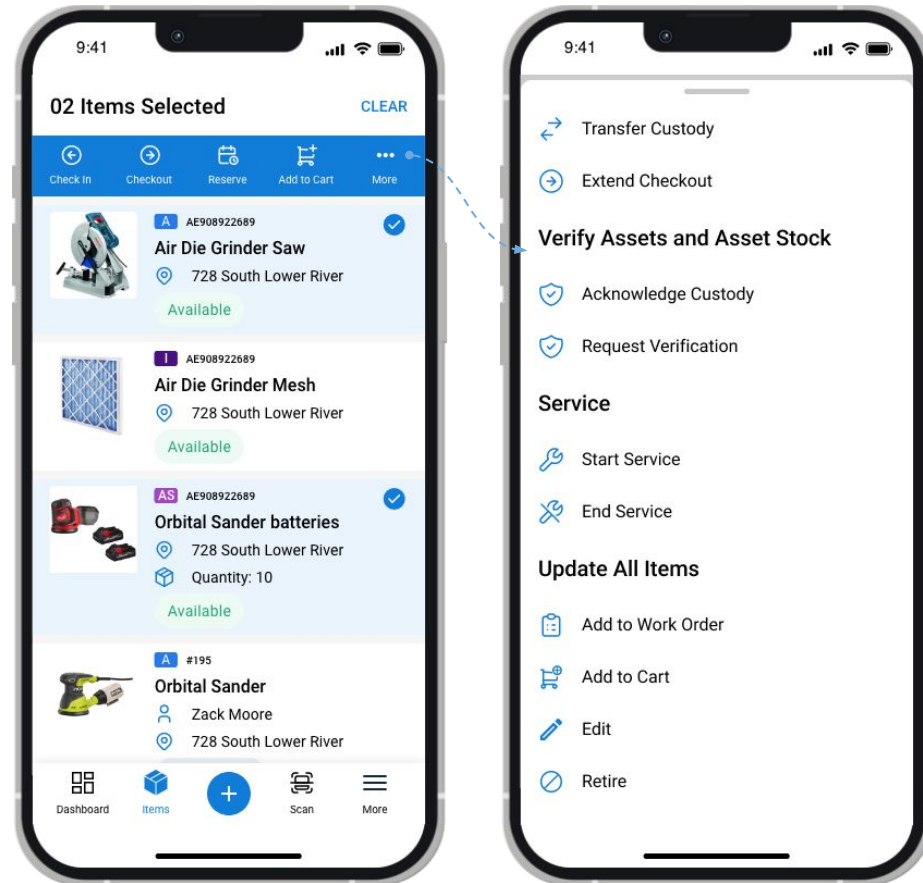 9:41
02 Items Selected
CLEAR
Check In
Checkout
Reserve
Add to Cart
More
A AE908922689
Air Die Grinder Saw
728 South Lower River
Available
I AE908922689
Air Die Grinder Mesh
728 South Lower River
Available
AS AE908922689
Orbital Sander batteries
728 South Lower River
Quantity: 10
Available
A #195
Orbital Sander
Zack Moore
728 South Lower River
Dashboard
Items
Scan
More
9:41
Transfer Custody
Extend Checkout
Verify Assets and Asset Stock
Acknowledge Custody
Request Verification
Service
Start Service
End Service
Update All Items
Add to Work Order
Add to Cart
Edit
Retire